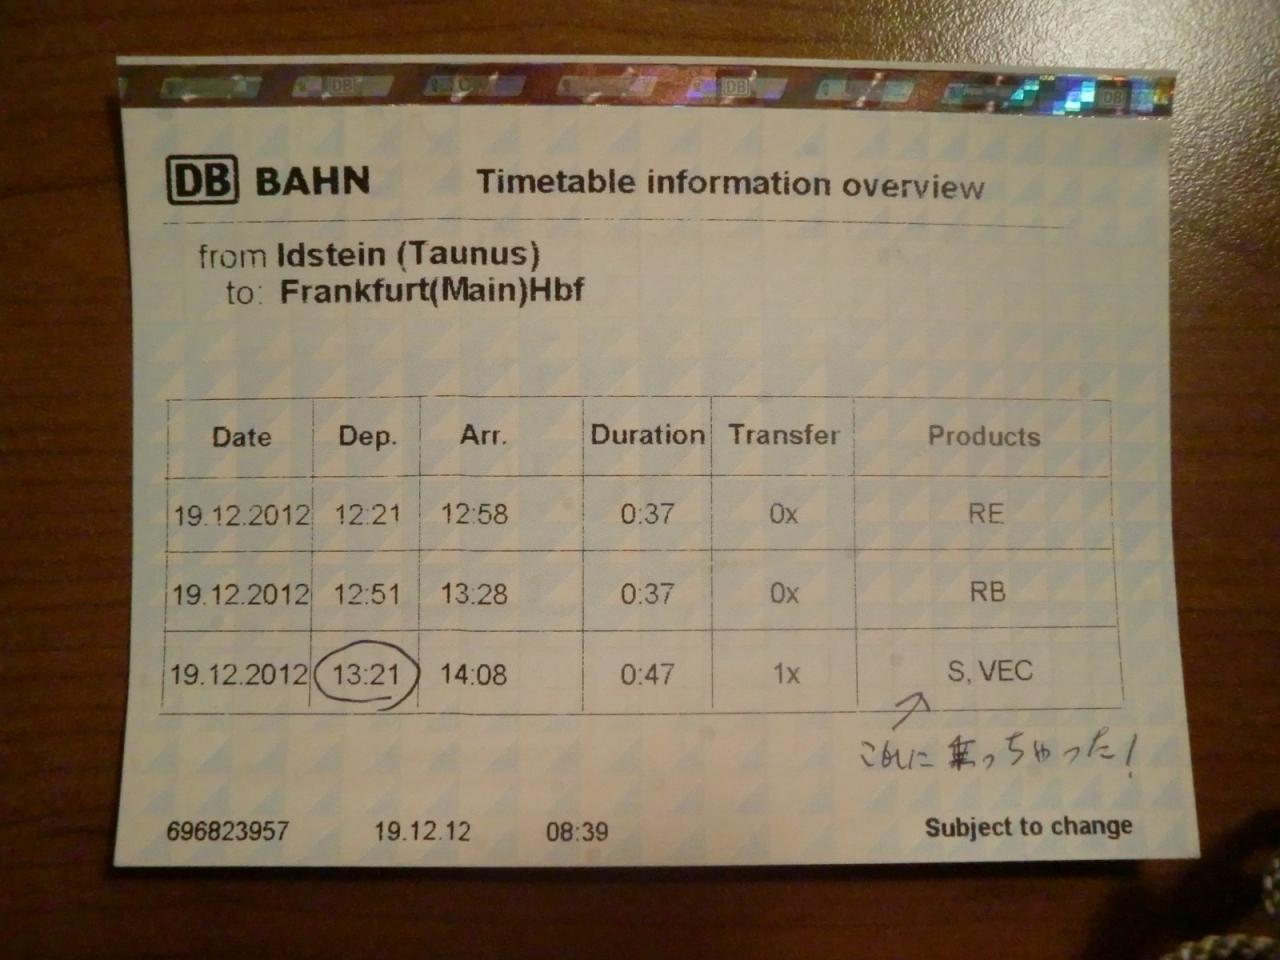 DB BAHN Timetable information overview
from Idstein (Taunus)
to: Frankfurt(Main)Hbf
Date Dep. Arr. Duration Transfer Products
19.12.2012 12:21 12:58 0:37 0x RE
19.12.2012 12:51 13:28 0:37 0x RB
19.12.2012 13:21 14:08 0:47 1x S, VEC
これに乗っちゃった!
696823957 19.12.12 08:39 Subject to change